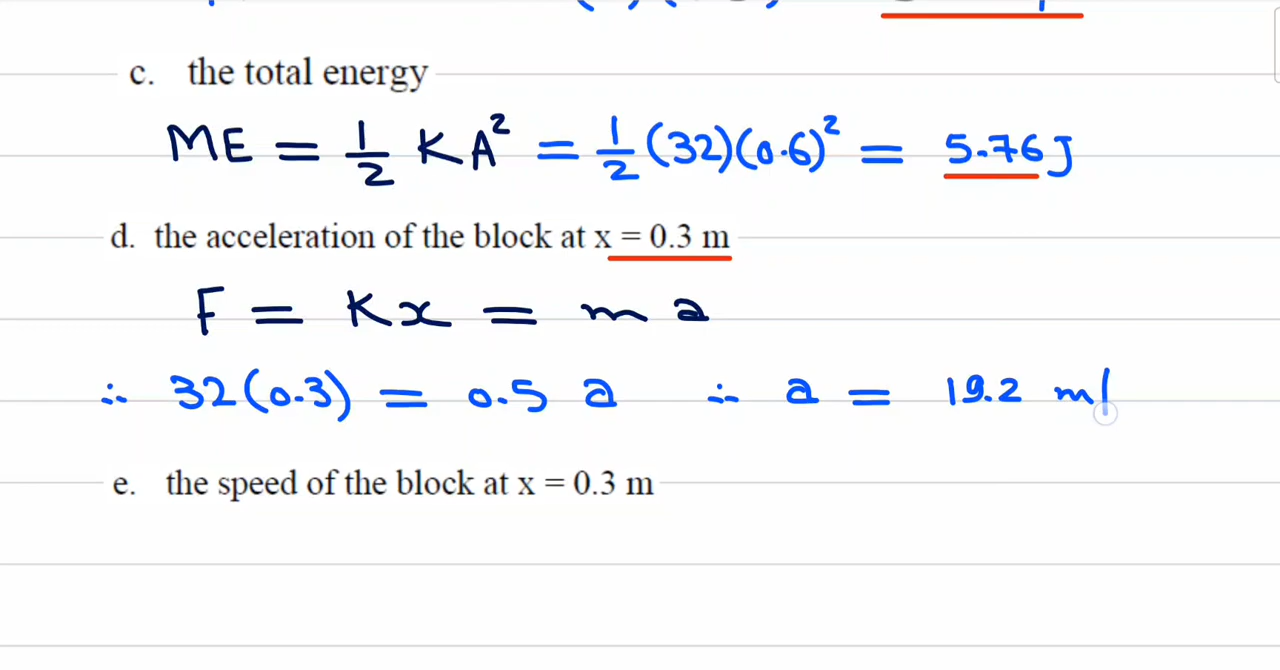 c. the total energy
ME = 1/2 KA² = 1/2 (32)(0.6)² = 5.76 J
d. the acceleration of the block at x = 0.3 m
F = Kx = ma
∴ 32(0.3) = 0.5 a ∴ a = 19.2 m/
e. the speed of the block at x = 0.3 m